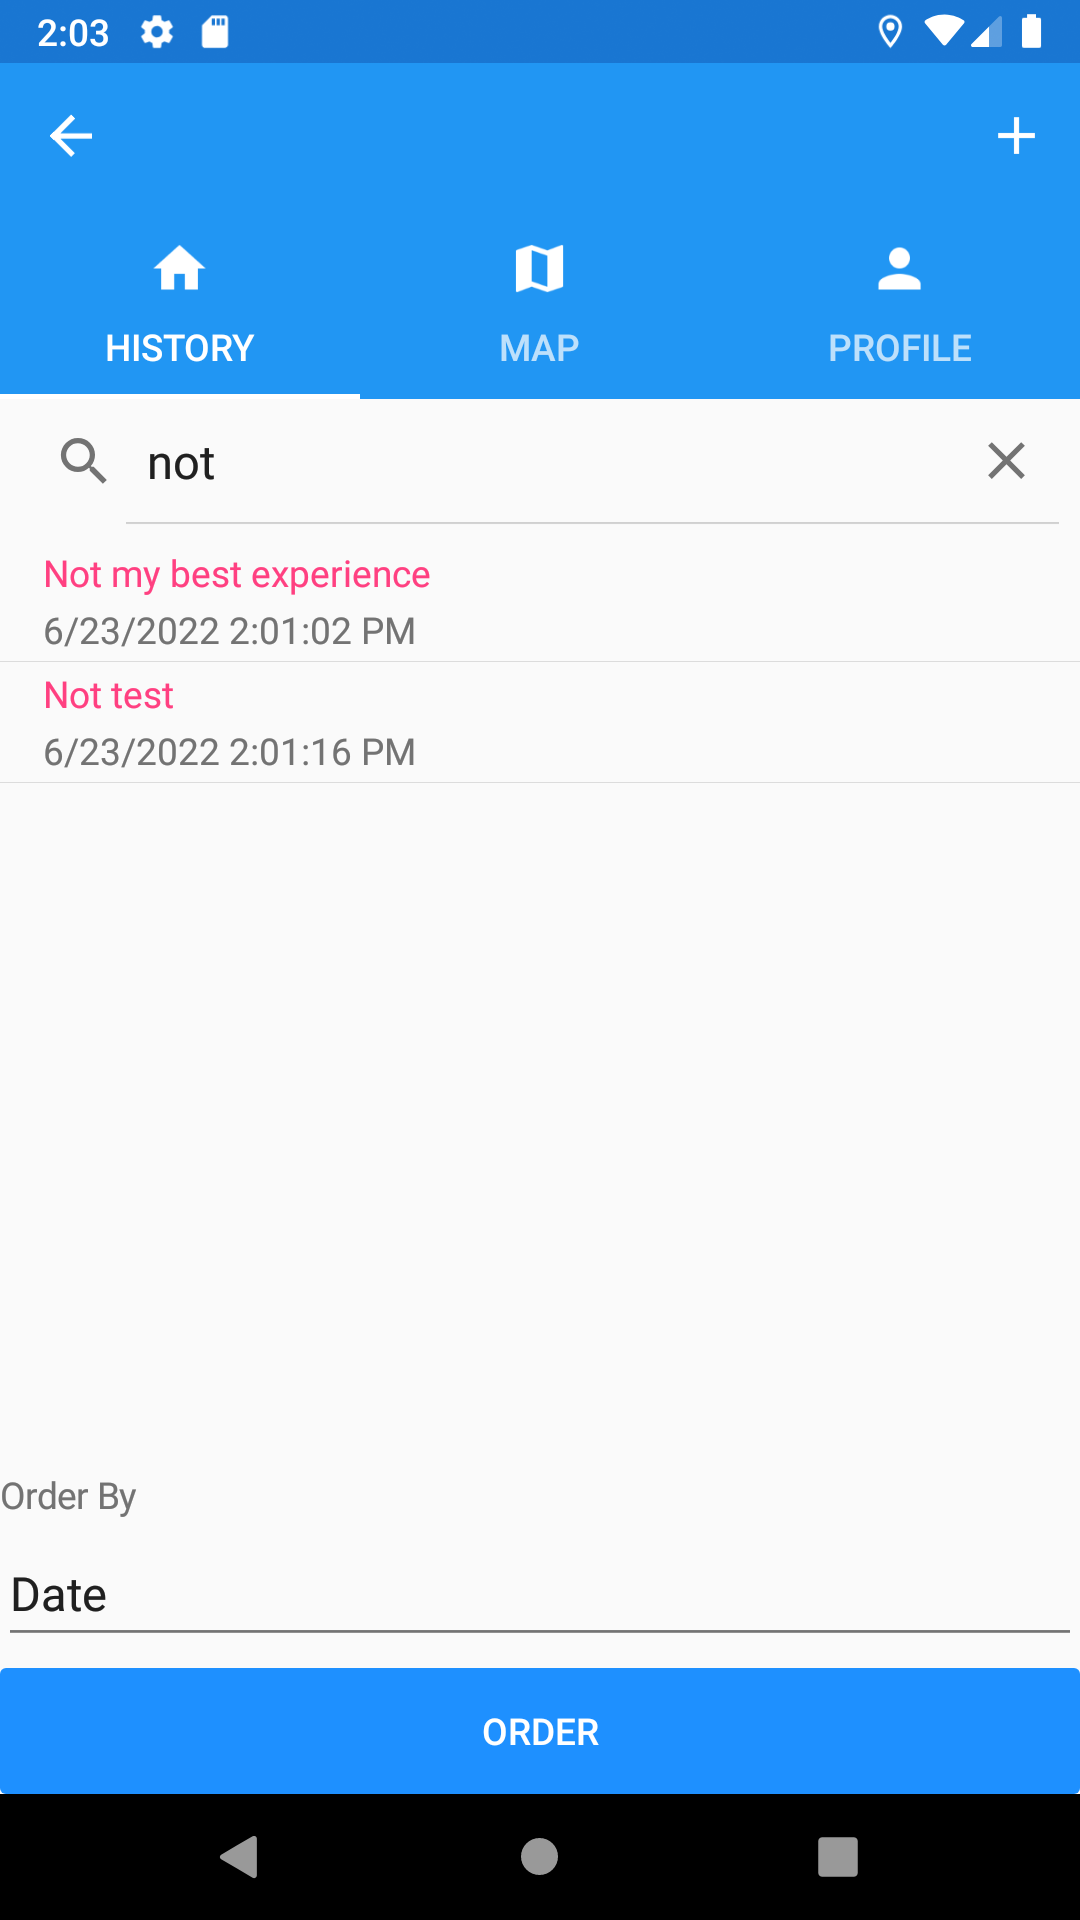 2:03
HISTORY
MAP
PROFILE
not
Not my best experience
6/23/2022 2:01:02 PM
Not test
6/23/2022 2:01:16 PM
Order By
Date
ORDER